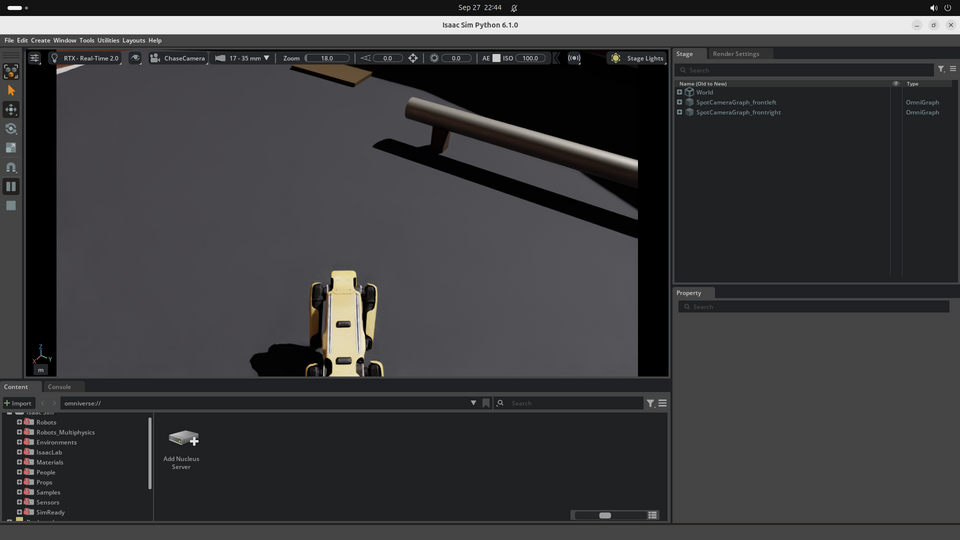 Sep 27 22:44
Isaac Sim Python 6.1.0
File Edit Create Window Tools Utilities Layouts Help
RTX - Real-Time 2.0
ChaseCamera
17 - 35 mm
Zoom 18.0
0.0
0.0
AE ISO 100.0
Stage Lights
Stage
Render Settings
Search
Name (Old to New)
Type
World
SpotCameraGraph_frontleft OmniGraph
SpotCameraGraph_frontright OmniGraph
Z
X
Y
m
Property
Search
Content
Console
Import
omniverse://
Search
Robots
Robots_Multiphysics
Environments
IsaacLab
Materials
People
Props
Samples
Sensors
SimReady
Add Nucleus
Server